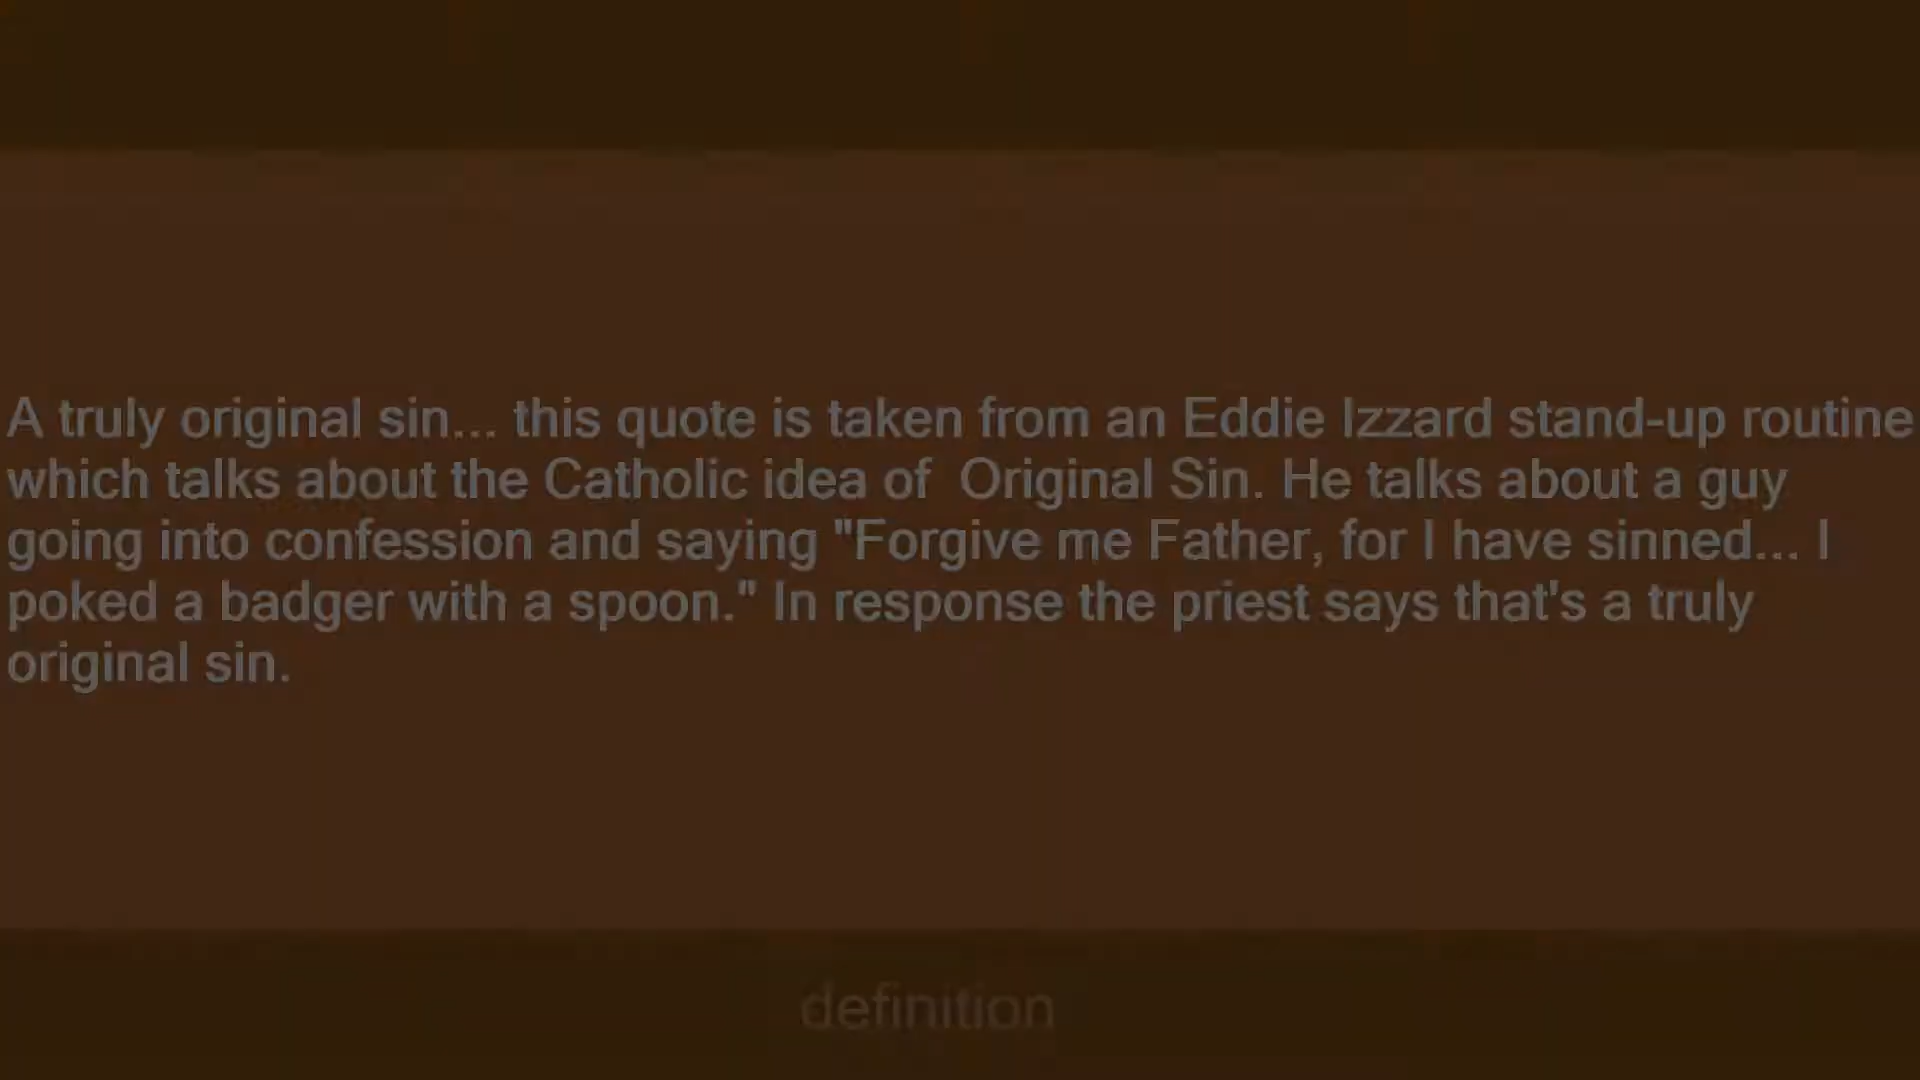 A truly original sin... this quote is taken from an Eddie Izzard stand-up routine
which talks about the Catholic idea of  Original Sin. He talks about a guy
going into confession and saying "Forgive me Father, for I have sinned... I
poked a badger with a spoon." In response the priest says that's a truly
original sin.
definition